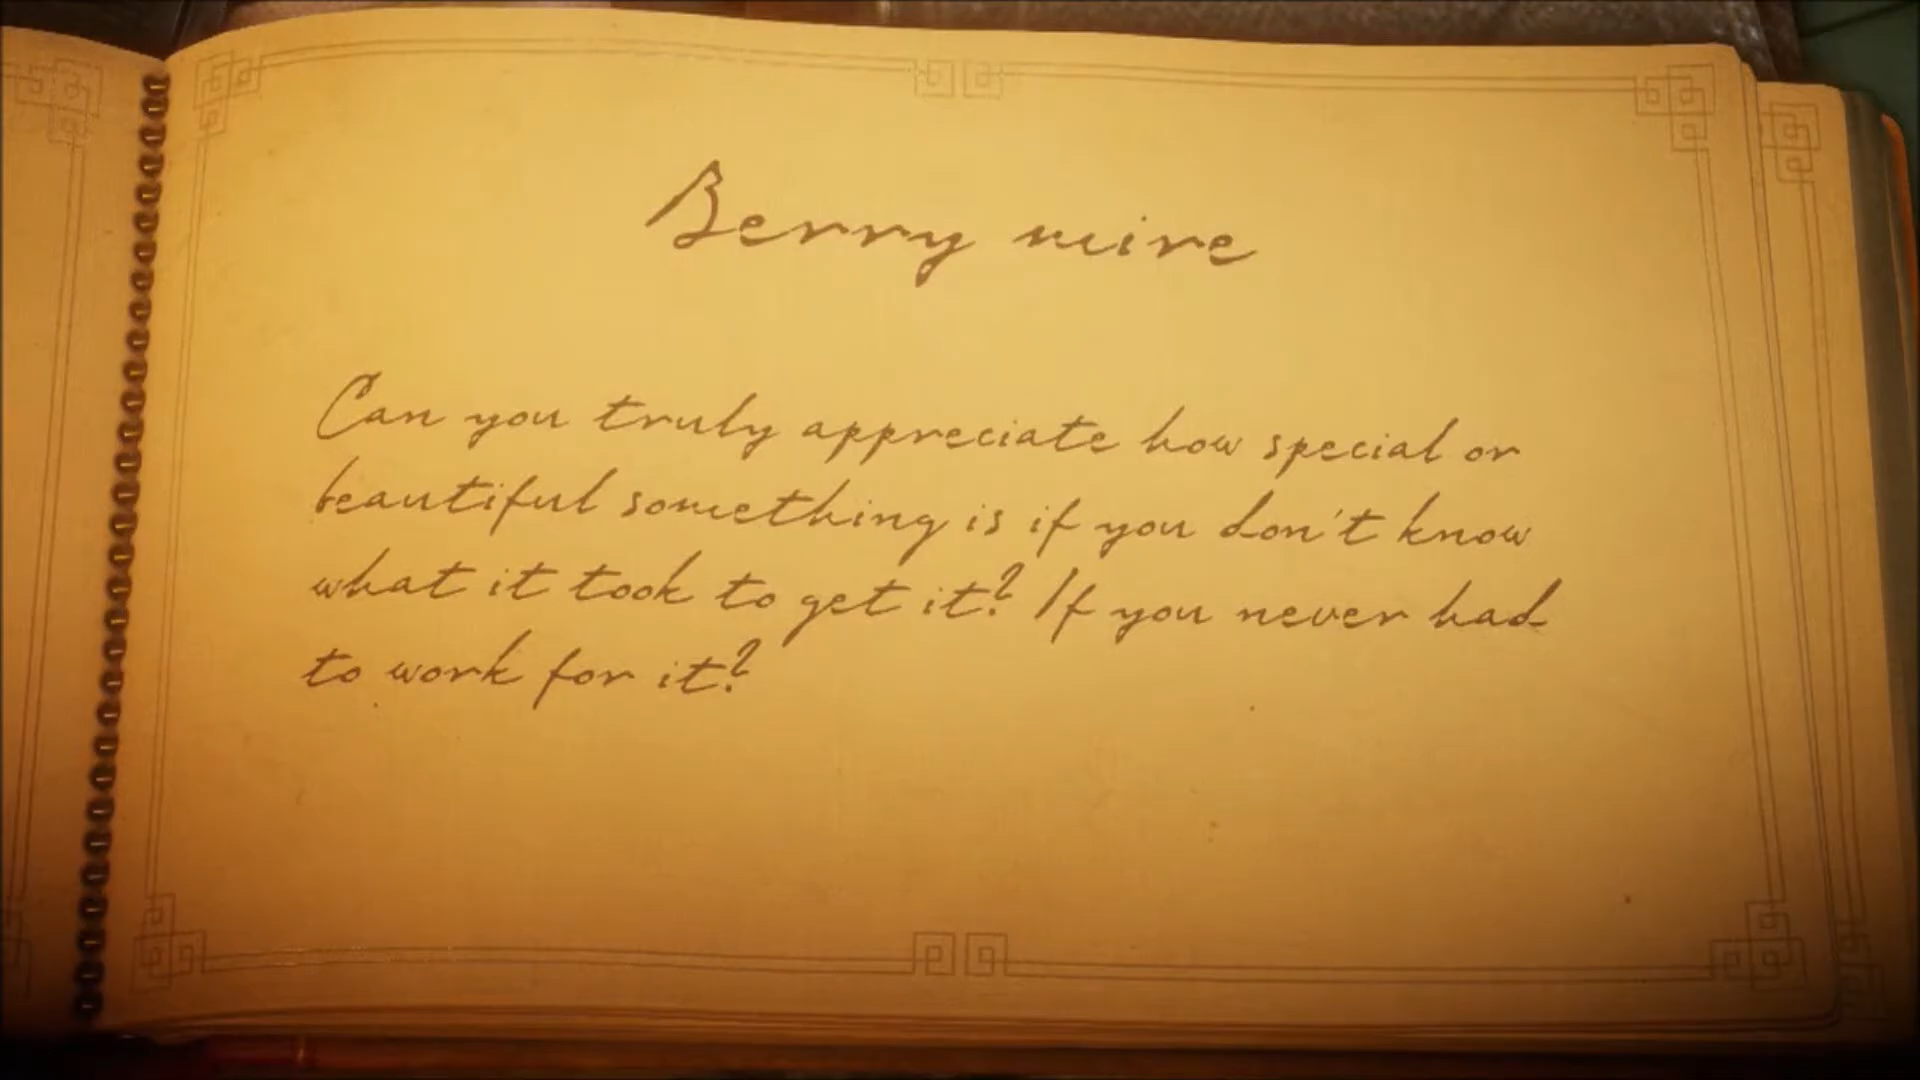 Berry mire
Can you truly appreciate how special or
beautiful something is if you don't know
what it took to get it? If you never had
to work for it?